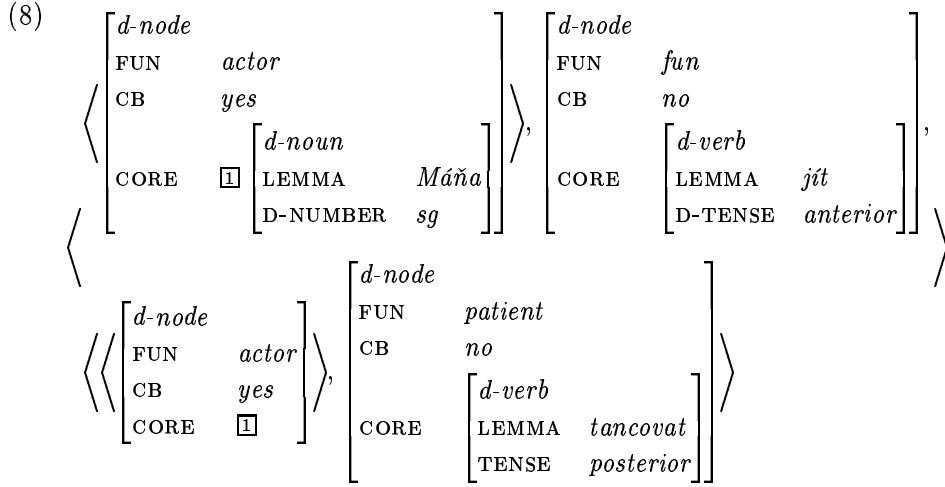 (8)
⟨ ⟨ [d-node
FUN actor
CB yes
CORE [1] [d-noun
LEMMA Máňa
D-NUMBER sg]] ⟩,
[d-node
FUN fun
CB no
CORE [d-verb
LEMMA jít
D-TENSE anterior]],
⟨ ⟨ [d-node
FUN actor
CB yes
CORE [1]] ⟩,
[d-node
FUN patient
CB no
CORE [d-verb
LEMMA tancovat
TENSE posterior]] ⟩ ⟩